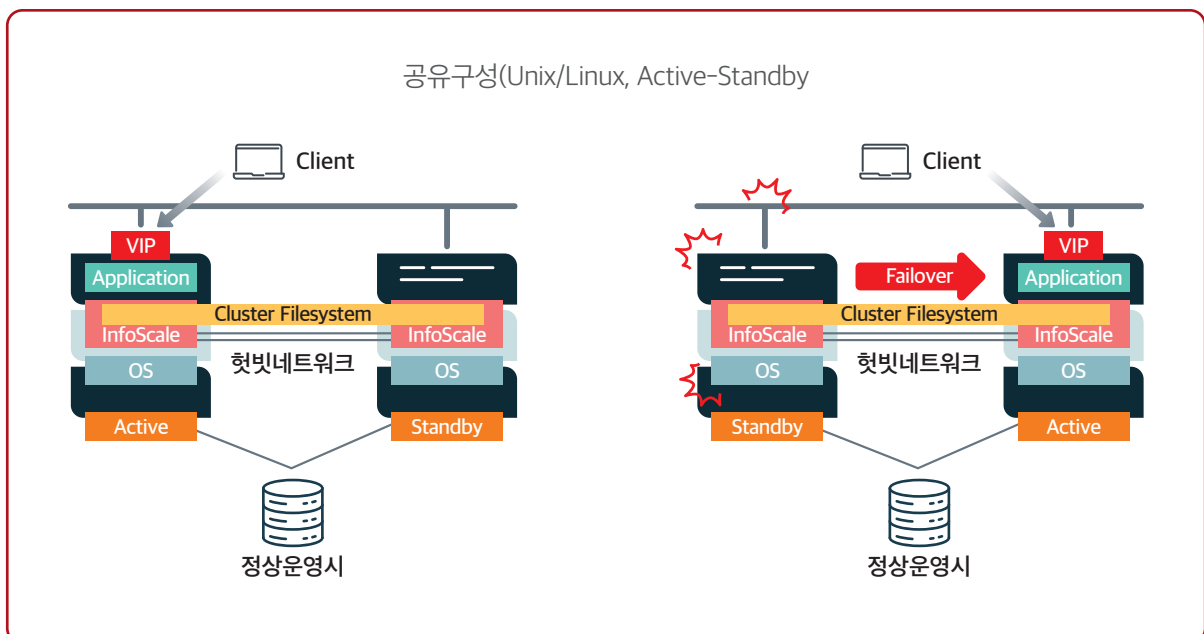 공유구성(Unix/Linux, Active-Standby
Client
VIP
Application
Cluster Filesystem
InfoScale
InfoScale
헛빗네트워크
OS
OS
Active
Standby
정상운영시
Client
VIP
Failover
Application
Cluster Filesystem
InfoScale
InfoScale
헛빗네트워크
OS
OS
Standby
Active
정상운영시